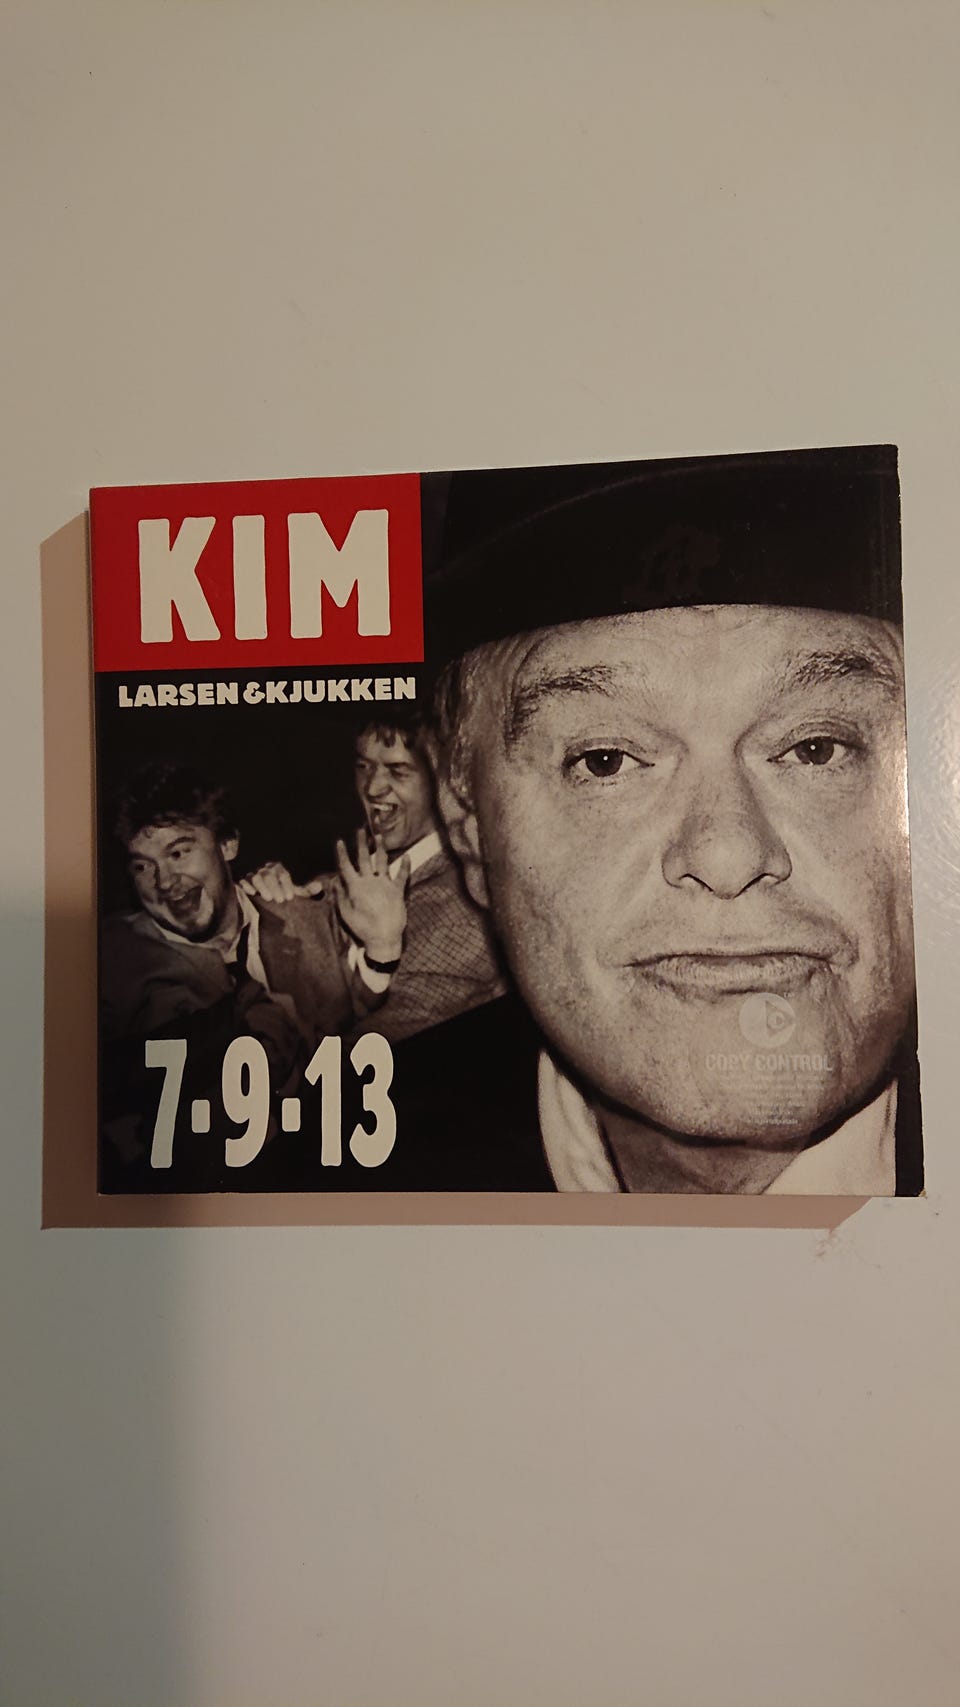 KIM
LARSEN & KJUKKEN
7-9-13
COPY CONTROL